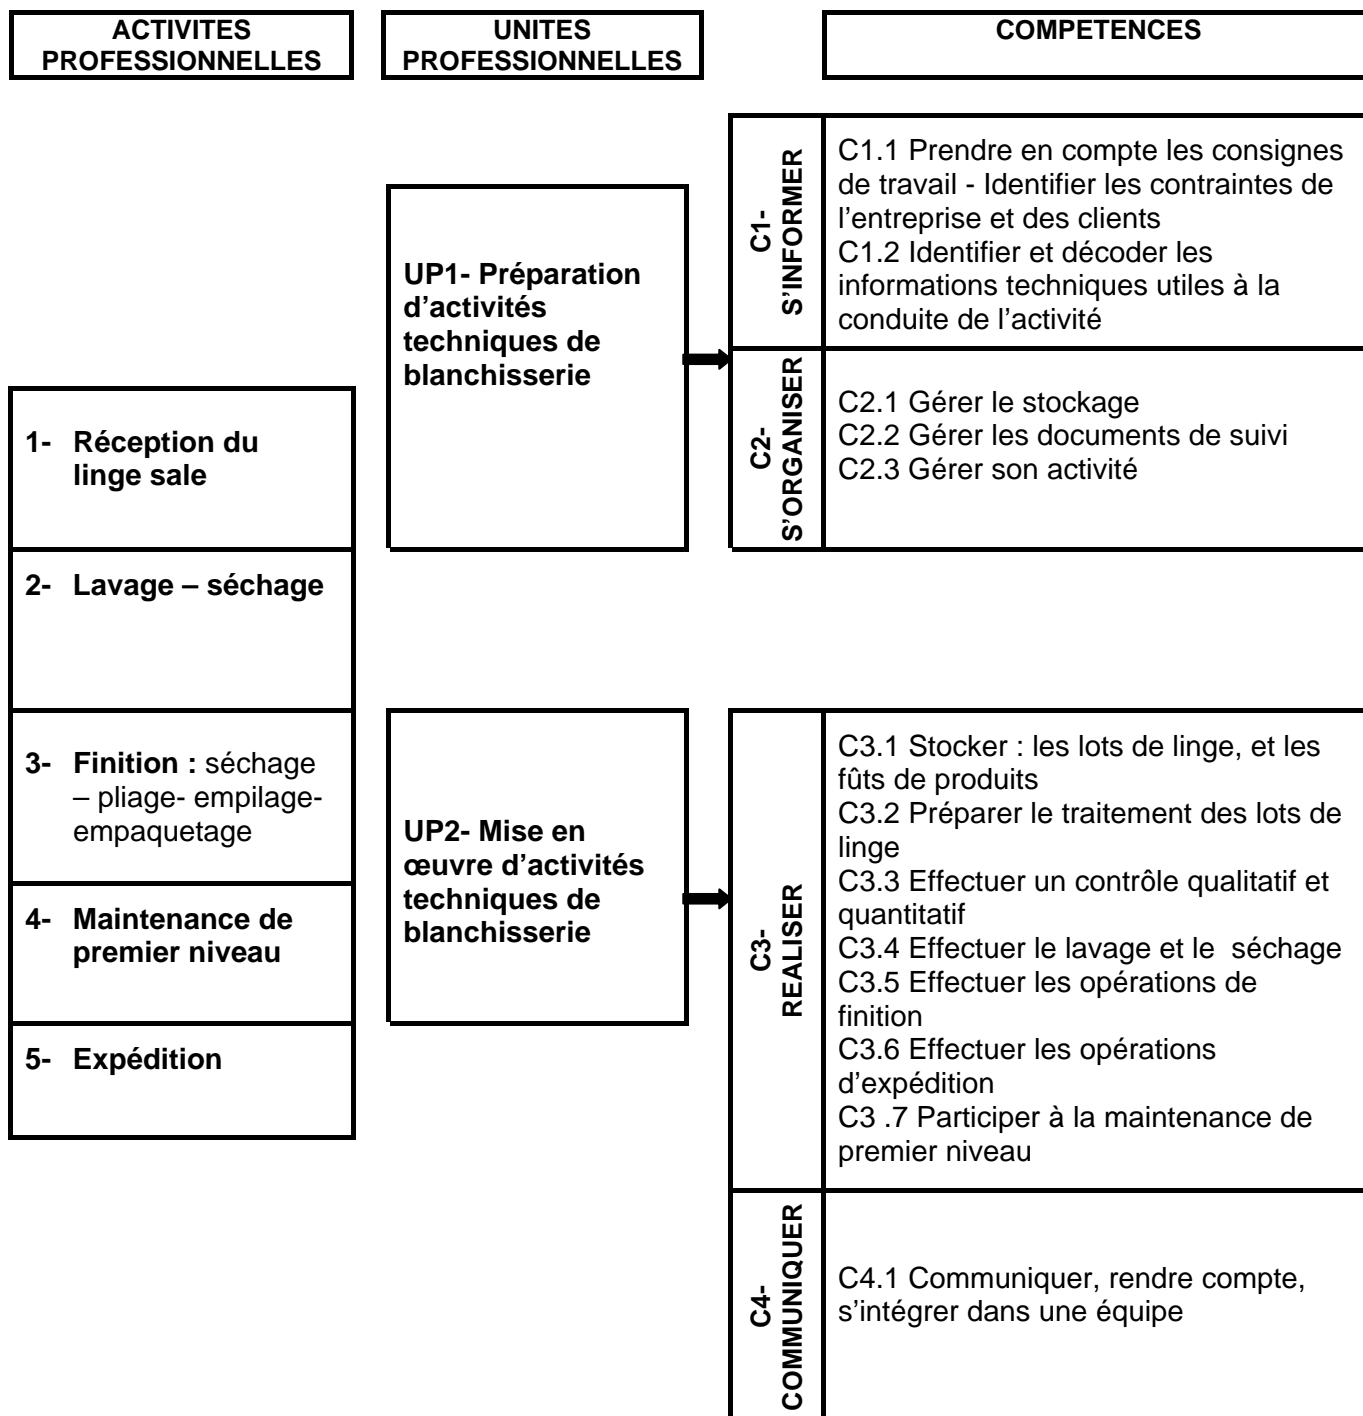 ACTIVITES
PROFESSIONNELLES
UNITES
PROFESSIONNELLES
COMPETENCES
1- Réception du
linge sale
2- Lavage – séchage
3- Finition : séchage
– pliage- empilage-
empaquetage
4- Maintenance de
premier niveau
5- Expédition
UP1- Préparation
d’activités
techniques de
blanchisserie
C1-
S’INFORMER
C1.1 Prendre en compte les consignes
de travail - Identifier les contraintes de
l’entreprise et des clients
C1.2 Identifier et décoder les
informations techniques utiles à la
conduite de l’activité
C2-
S’ORGANISER
C2.1 Gérer le stockage
C2.2 Gérer les documents de suivi
C2.3 Gérer son activité
UP2- Mise en
œuvre d’activités
techniques de
blanchisserie
C3-
REALISER
C3.1 Stocker : les lots de linge, et les
fûts de produits
C3.2 Préparer le traitement des lots de
linge
C3.3 Effectuer un contrôle qualitatif et
quantitatif
C3.4 Effectuer le lavage et le  séchage
C3.5 Effectuer les opérations de
finition
C3.6 Effectuer les opérations
d’expédition
C3 .7 Participer à la maintenance de
premier niveau
C4-
COMMUNIQUER
C4.1 Communiquer, rendre compte,
s’intégrer dans une équipe